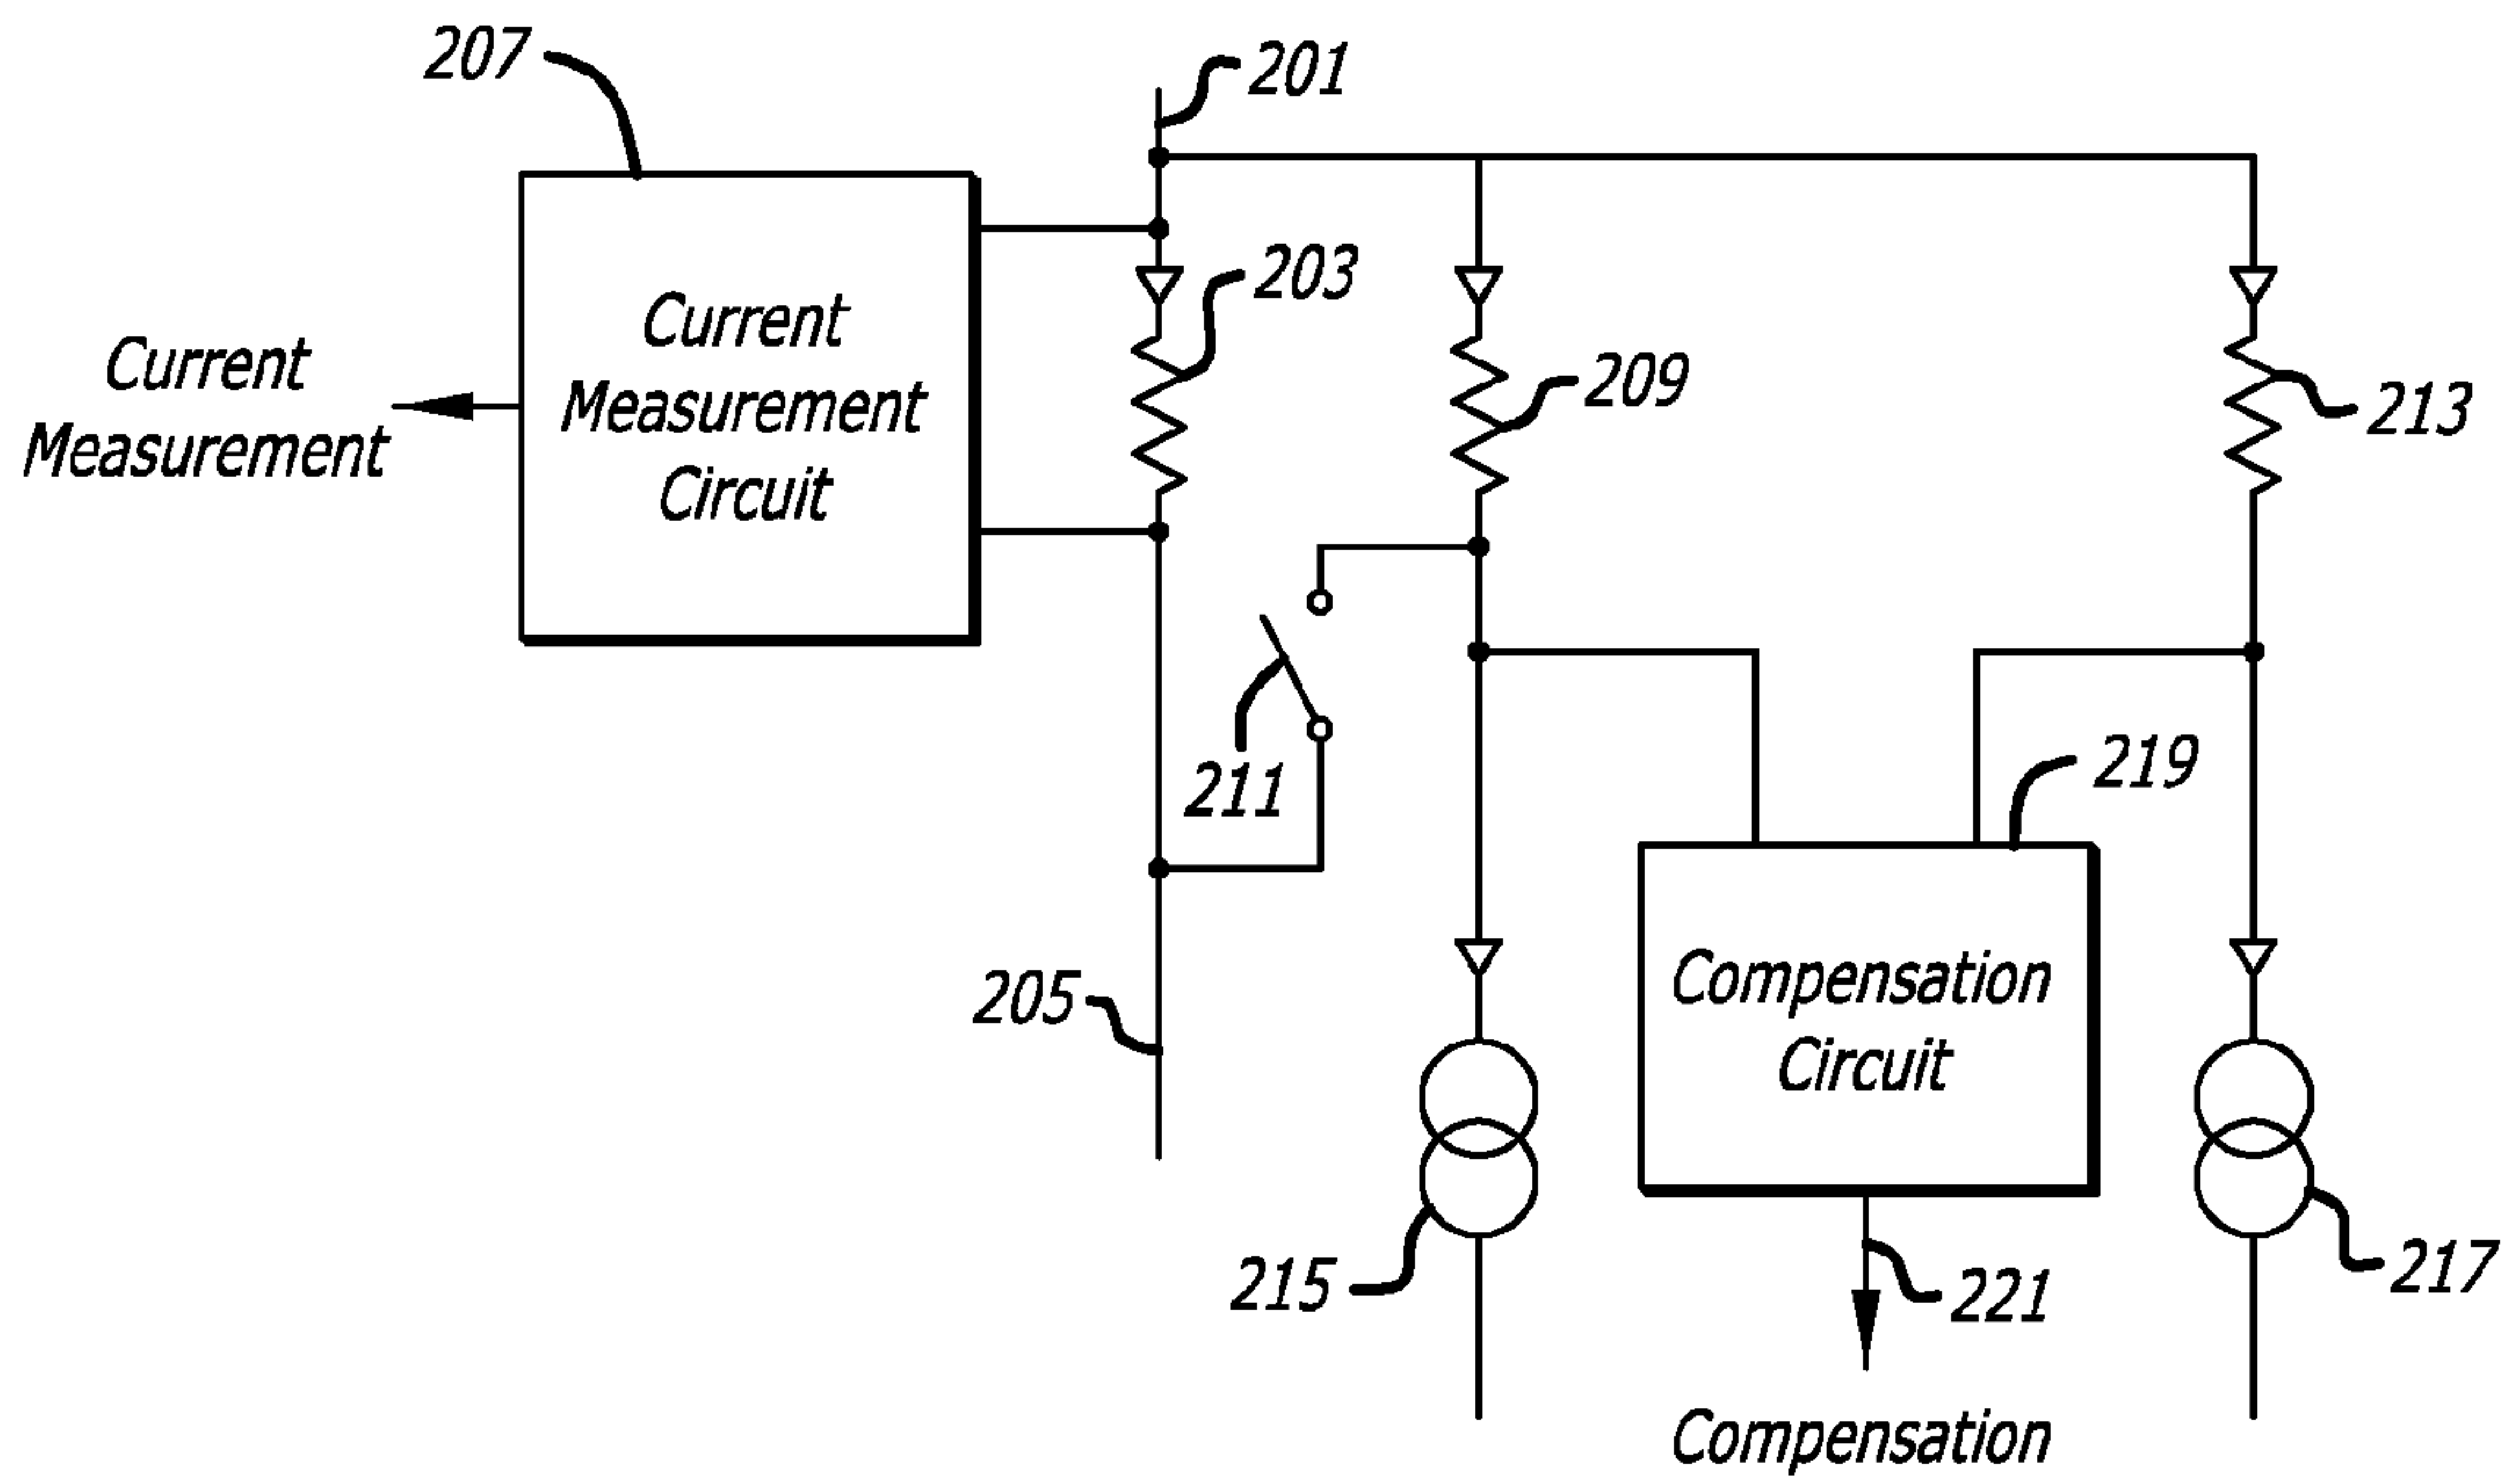 207
201
203
Current
Measurement
Circuit
Current
Measurement
209
213
211
219
205
Compensation
Circuit
215
221
217
Compensation